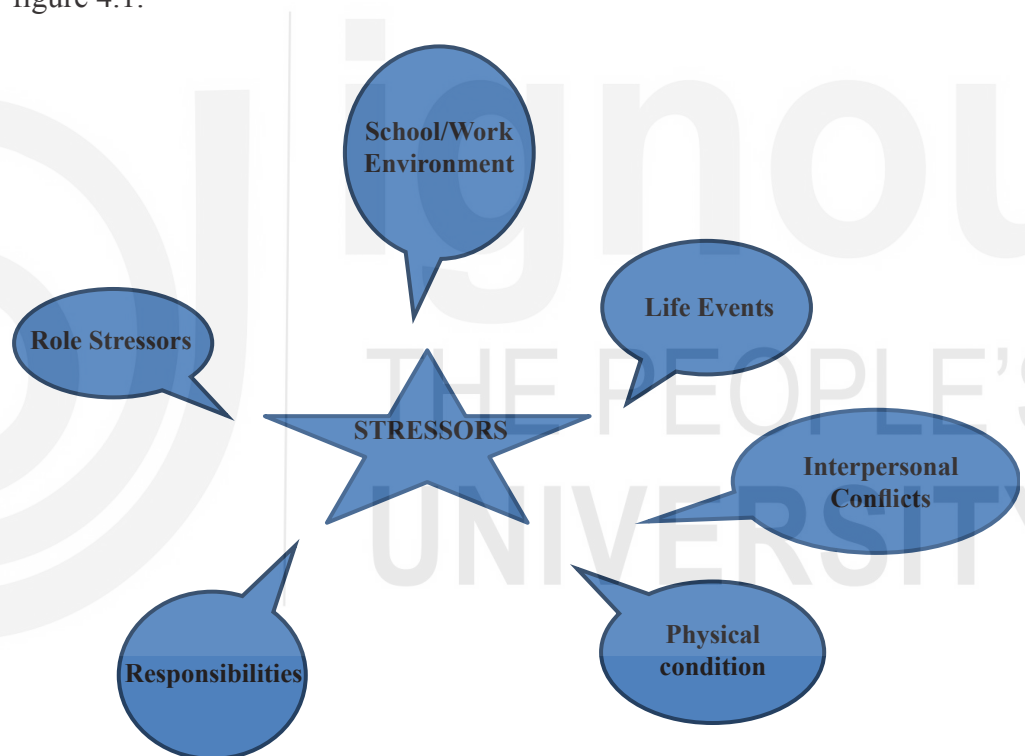 figure 4.1.
ignou
THE PEOPLE'S
UNIVERSITY
School/Work
Environment
Life Events
Role Stressors
STRESSORS
Interpersonal
Conflicts
Physical
condition
Responsibilities